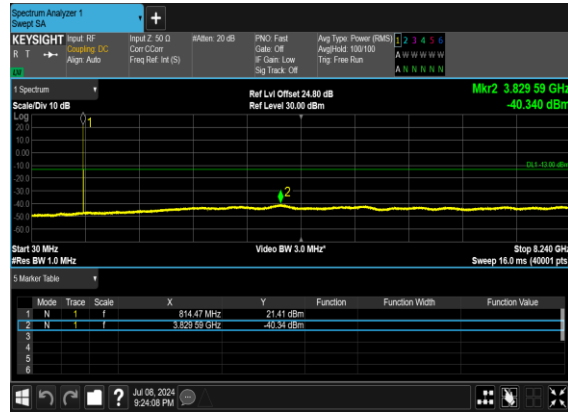 Spectrum Analyzer 1
Swept SA
+
KEYSIGHT Input: RF Input Z: 50 Ω #Atten: 20 dB PNO: Fast Avg Type: Power (RMS) 1 2 3 4 5 6
R T Coupling: DC Corr CCorr Gate: Off Avg|Hold: 100/100 A W W W W W
Align: Auto Freq Ref: Int (S) IF Gain: Low Trig: Free Run
Sig Track: Off A N N N N N
1 Spectrum Ref Lvl Offset 24.80 dB Mkr2 3.829 59 GHz
Scale/Div 10 dB Ref Level 30.00 dBm -40.340 dBm
Log
20.0
10.0
0.00
-10.0
-20.0
-30.0
-40.0
-50.0
-60.0
1
DL1 -13.00 dBm
2
Start 30 MHz Video BW 3.0 MHz* Stop 8.240 GHz
#Res BW 1.0 MHz Sweep 16.0 ms (40001 pts)
5 Marker Table
Mode Trace Scale X Y Function Function Width Function Value
1 N 1 f 814.47 MHz 21.41 dBm
2 N 1 f 3.829 59 GHz -40.34 dBm
3
4
5
6
? Jul 08, 2024
9:24:08 PM